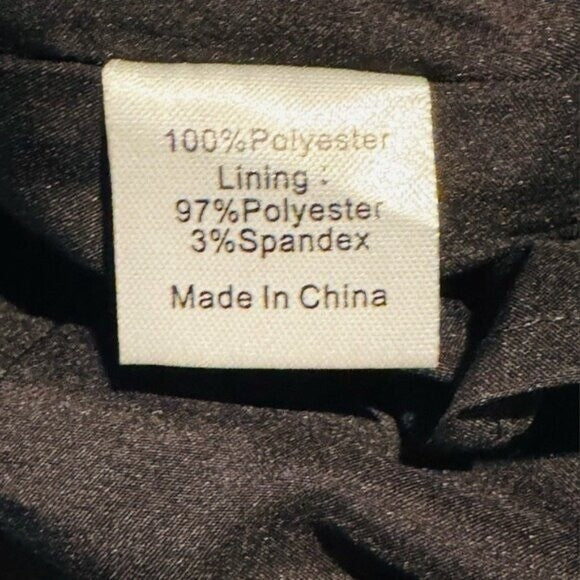 100%Polyester
Lining :
97%Polyester
3%Spandex
Made In China